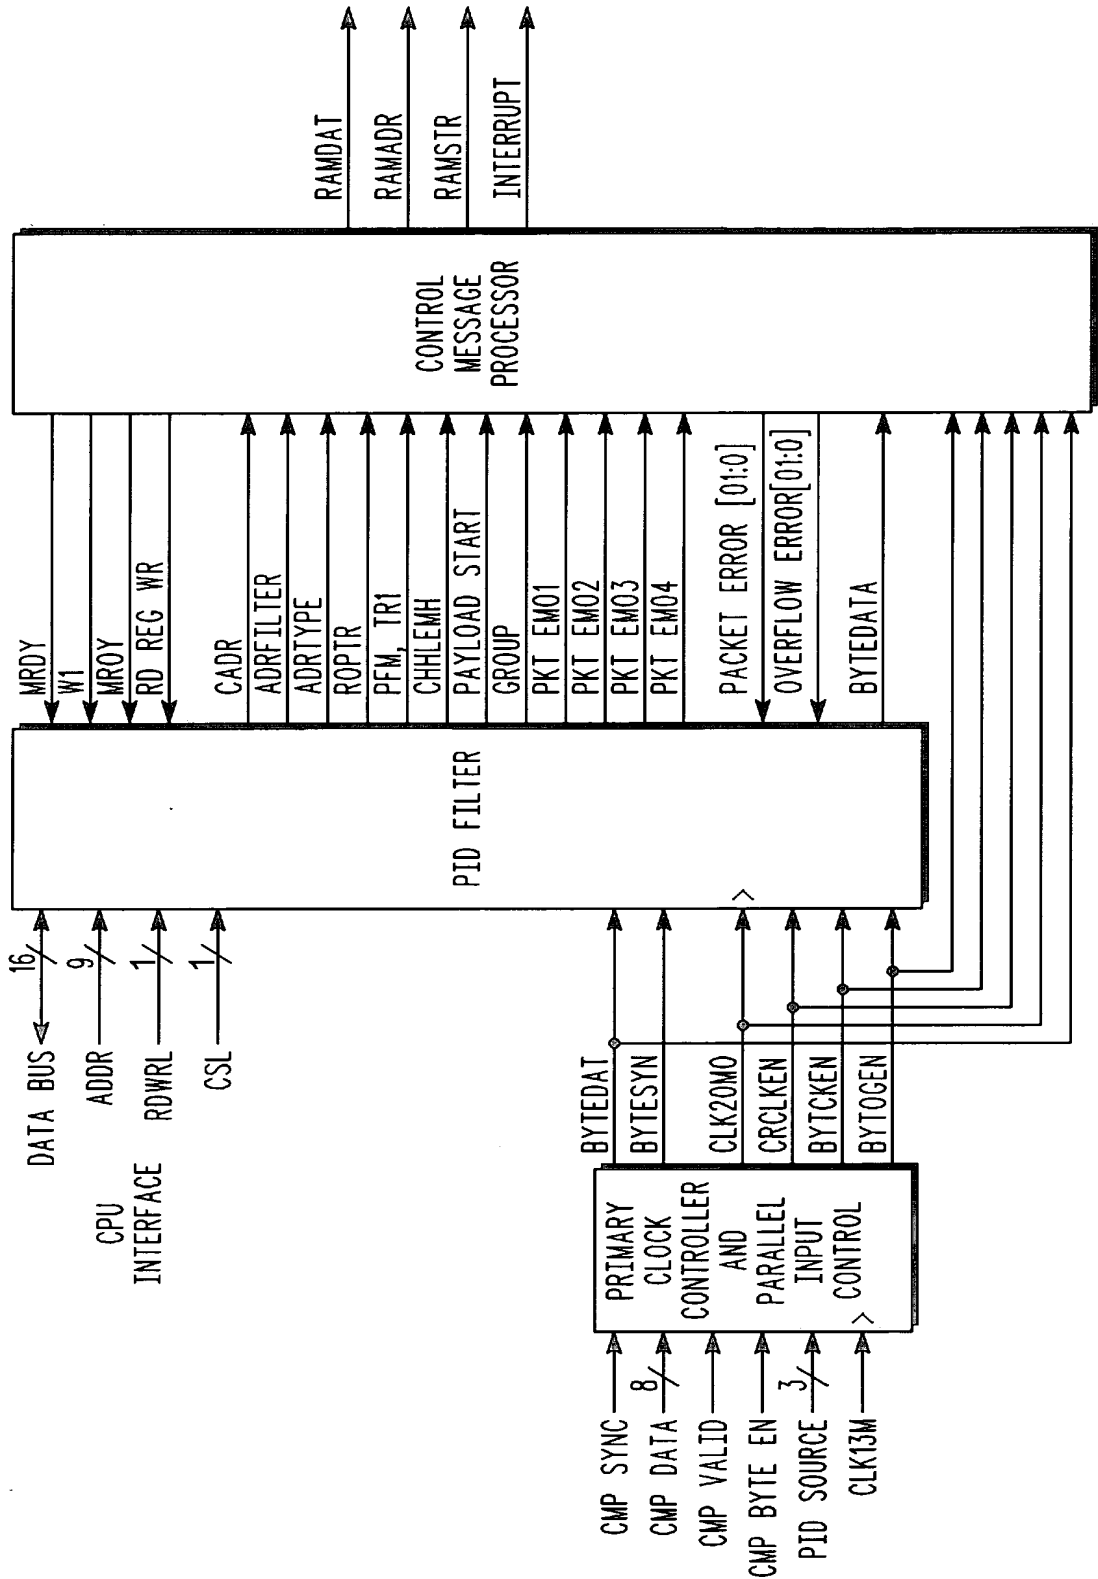 DATA BUS
16
ADDR
9
CPU
INTERFACE
RDWRL
1
CSL
1
CMP SYNC
CMP DATA
8
CMP VALID
CMP BYTE EN
PID SOURCE
3
CLK13M
PRIMARY
CLOCK
CONTROLLER
AND
PARALLEL
INPUT
CONTROL
BYTEDAT
BYTESYN
CLK20MO
CRCLKEN
BYTCKEN
BYTOGEN
PID FILTER
MRDY
W1
MROY
RD REG WR
CADR
ADRFILTER
ADRTYPE
ROPTR
PFM, TR1
CHHLEMH
PAYLOAD START
GROUP
PKT EM01
PKT EM02
PKT EM03
PKT EM04
PACKET ERROR [01:0]
OVERFLOW ERROR[01:0]
BYTEDATA
CONTROL
MESSAGE
PROCESSOR
RAMDAT
RAMADR
RAMSTR
INTERRUPT